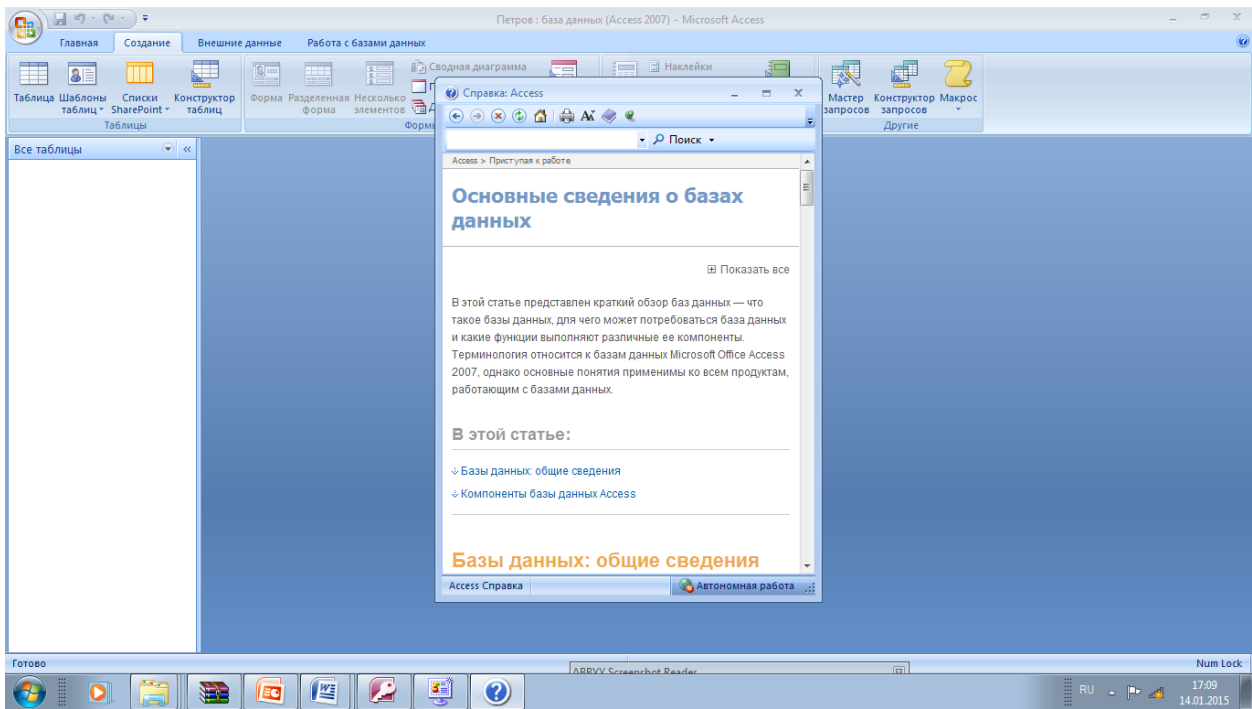 Петров : база данных (Access 2007) - Microsoft Access
Главная Создание Внешние данные Работа с базами данных
Таблица Шаблоны таблиц Списки SharePoint Конструктор таблиц
Таблицы
Форма Разделенная форма Несколько элементов
Сводная диаграмма
Наклейки
Мастер запросов Конструктор запросов Макрос
Другие
Все таблицы
Справка: Access
Поиск
Access > Приступая к работе
Основные сведения о базах
данных
Показать все
В этой статье представлен краткий обзор баз данных — что
такое базы данных, для чего может потребоваться база данных
и какие функции выполняют различные ее компоненты.
Терминология относится к базам данных Microsoft Office Access
2007, однако основные понятия применимы ко всем продуктам,
работающим с базами данных.
В этой статье:
Базы данных: общие сведения
Компоненты базы данных Access
Базы данных: общие сведения
Access Справка Автономная работа
Готово
ABBYY Screenshot Reader
Num Lock
RU
17:09
14.01.2015